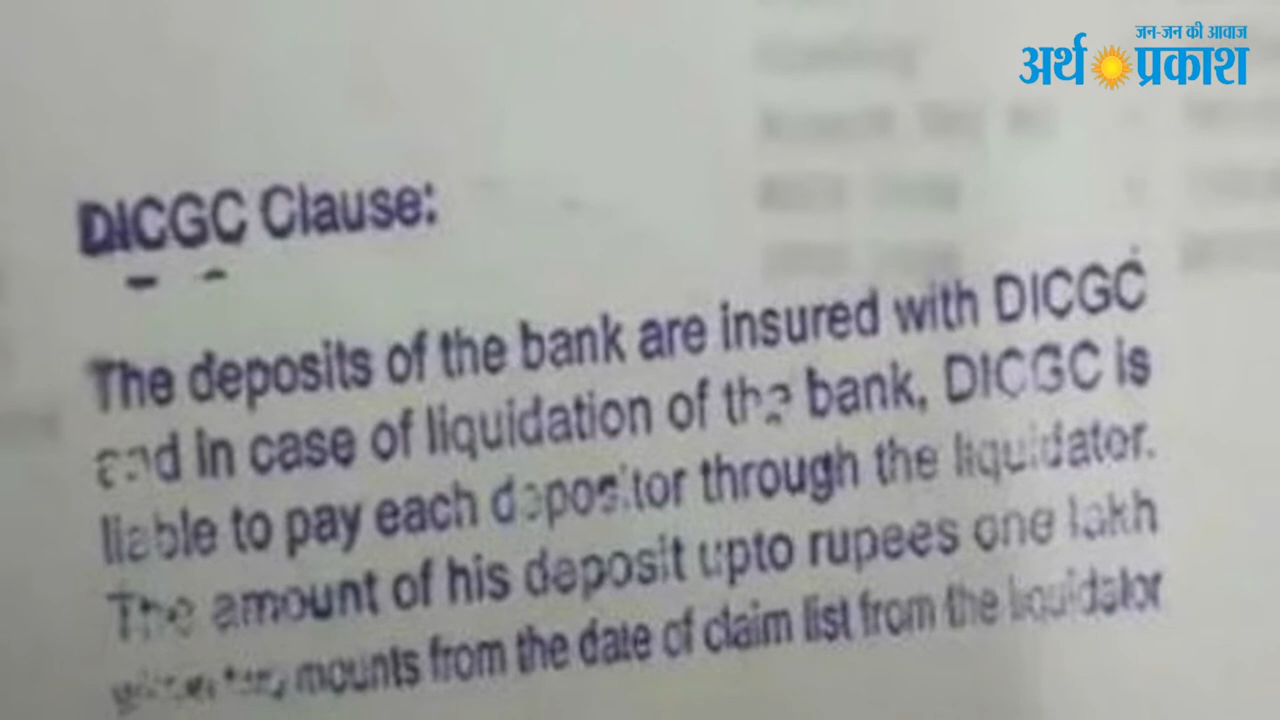 जन-जन की आवाज
अर्थ प्रकाश
DICGC Clause:
The deposits of the bank are insured with DICGC
and in case of liquidation of the bank, DICGC is
liable to pay each depositor through the liquidator.
The amount of his deposit upto rupees one lakh
mounts from the date of claim list from the liquidator